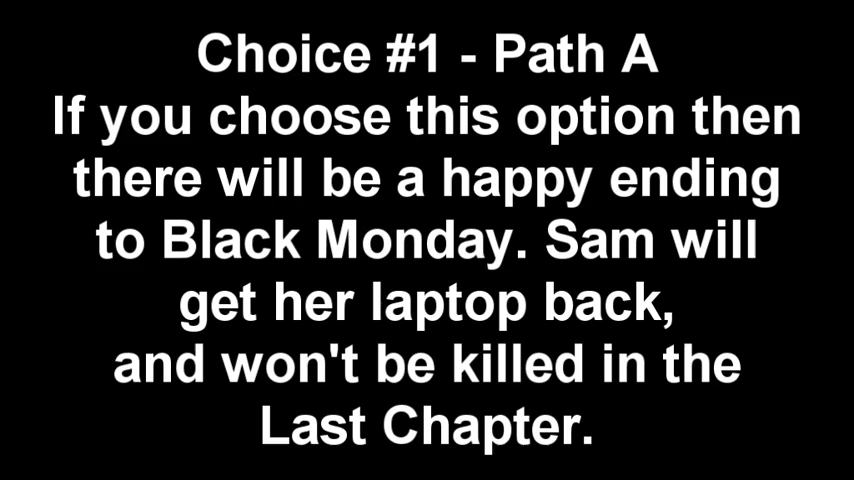 Choice #1 - Path A
If you choose this option then
there will be a happy ending
to Black Monday. Sam will
get her laptop back,
and won't be killed in the
Last Chapter.